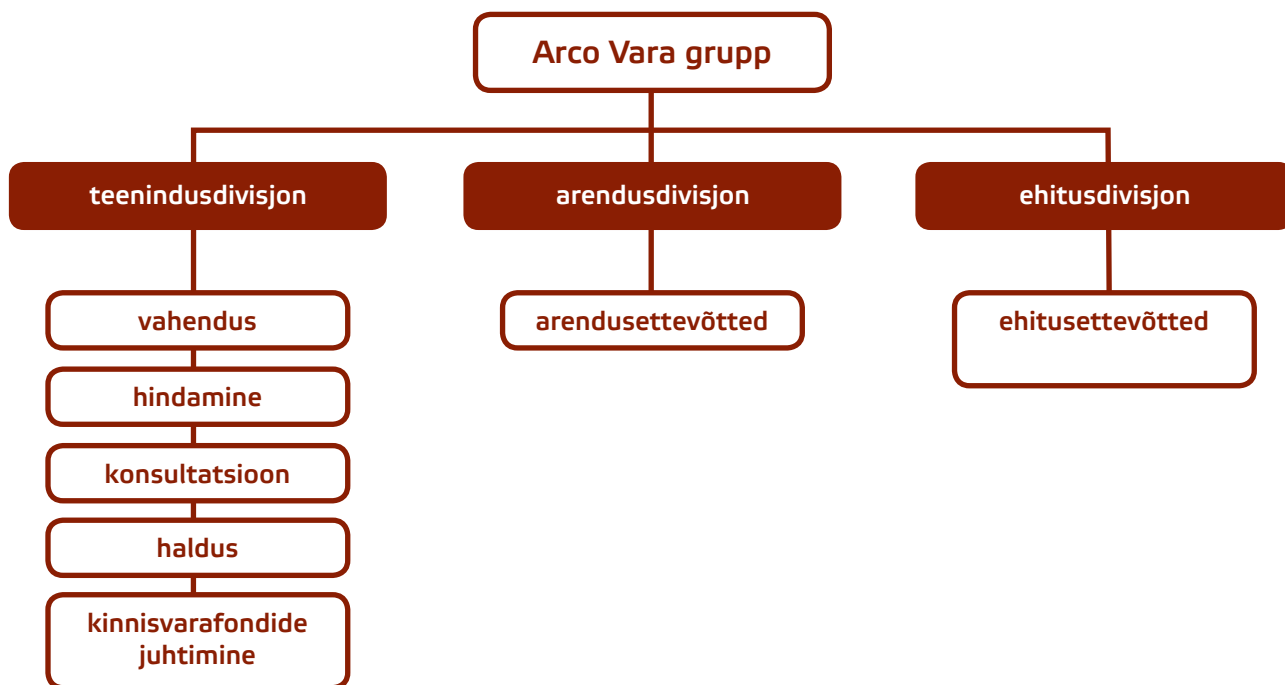 Arco Vara grupp
teenindusdivisjon
arendusdivisjon
ehitusdivisjon
vahendus
hindamine
konsultatsioon
haldus
kinnisvarafondide
juhtimine
arendusettevõtted
ehitusettevõtted